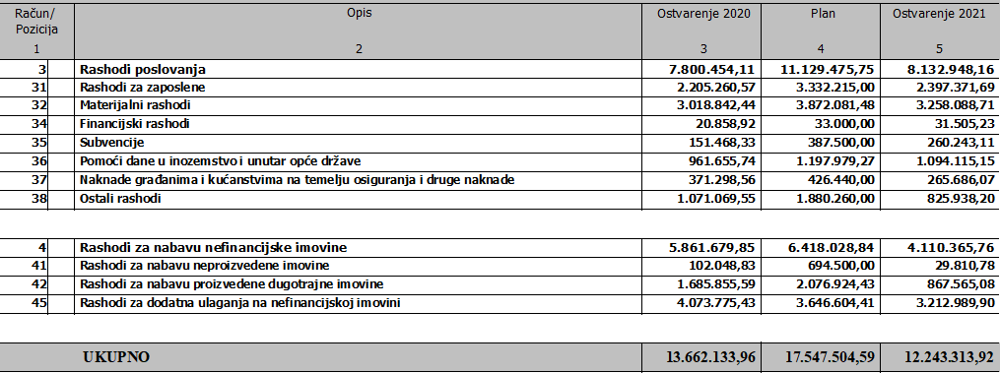 Račun/ Pozicija Opis Ostvarenje 2020 Plan Ostvarenje 2021
1 2 3 4 5
3 Rashodi poslovanja 7.800.454,11 11.129.475,75 8.132.948,16
31 Rashodi za zaposlene 2.205.260,57 3.332.215,00 2.397.371,69
32 Materijalni rashodi 3.018.842,44 3.872.081,48 3.258.088,71
34 Financijski rashodi 20.858,92 33.000,00 31.505,23
35 Subvencije 151.468,33 387.500,00 260.243,11
36 Pomoći dane u inozemstvo i unutar opće države 961.655,74 1.197.979,27 1.094.115,15
37 Naknade građanima i kućanstvima na temelju osiguranja i druge naknade 371.298,56 426.440,00 265.686,07
38 Ostali rashodi 1.071.069,55 1.880.260,00 825.938,20
4 Rashodi za nabavu nefinancijske imovine 5.861.679,85 6.418.028,84 4.110.365,76
41 Rashodi za nabavu neproizvedene imovine 102.048,83 694.500,00 29.810,78
42 Rashodi za nabavu proizvedene dugotrajne imovine 1.685.855,59 2.076.924,43 867.565,08
45 Rashodi za dodatna ulaganja na nefinancijskoj imovini 4.073.775,43 3.646.604,41 3.212.989,90
UKUPNO 13.662.133,96 17.547.504,59 12.243.313,92